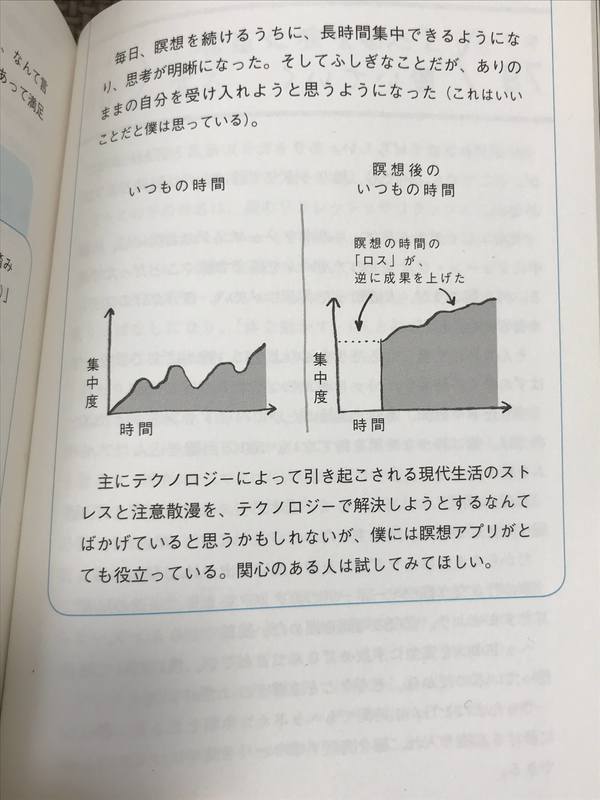 毎日、瞑想を続けるうちに、長時間集中できるようにな
り、思考が明晰になった。そしてふしぎなことだが、ありの
ままの自分を受け入れようと思うようになった(これはいい
ことだと僕は思っている)。
いつもの時間
瞑想後の
いつもの時間
瞑想の時間の
「ロス」が、
逆に成果を上げた
集中度
時間
集中度
時間
主にテクノロジーによって引き起こされる現代生活のスト
レスと注意散漫を、テクノロジーで解決しようとするなんて
ばかげていると思うかもしれないが、僕には瞑想アプリがと
ても役立っている。関心のある人は試してみてほしい。
、なんて言
あって満足